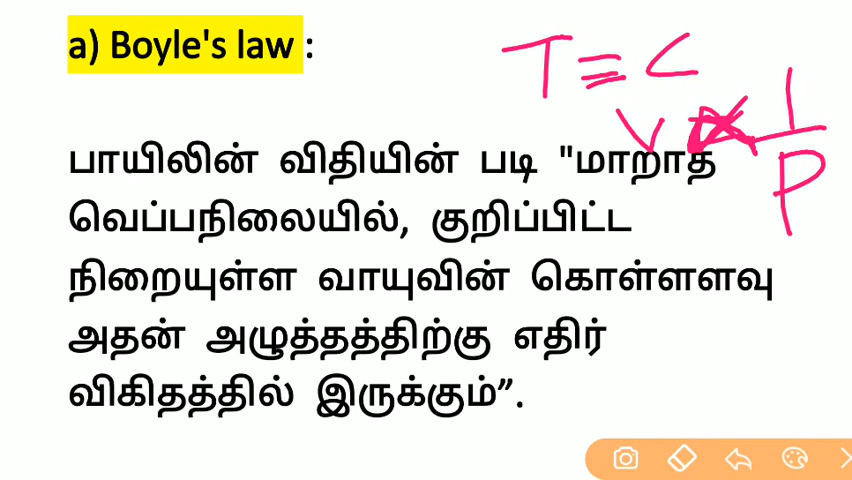 a) Boyle's law :
T = C
V ∝ 1/P
பாயிலின் விதியின் படி "மாறாத
வெப்பநிலையில், குறிப்பிட்ட
நிறையுள்ள வாயுவின் கொள்ளளவு
அதன் அழுத்தத்திற்கு எதிர்
விகிதத்தில் இருக்கும்”.